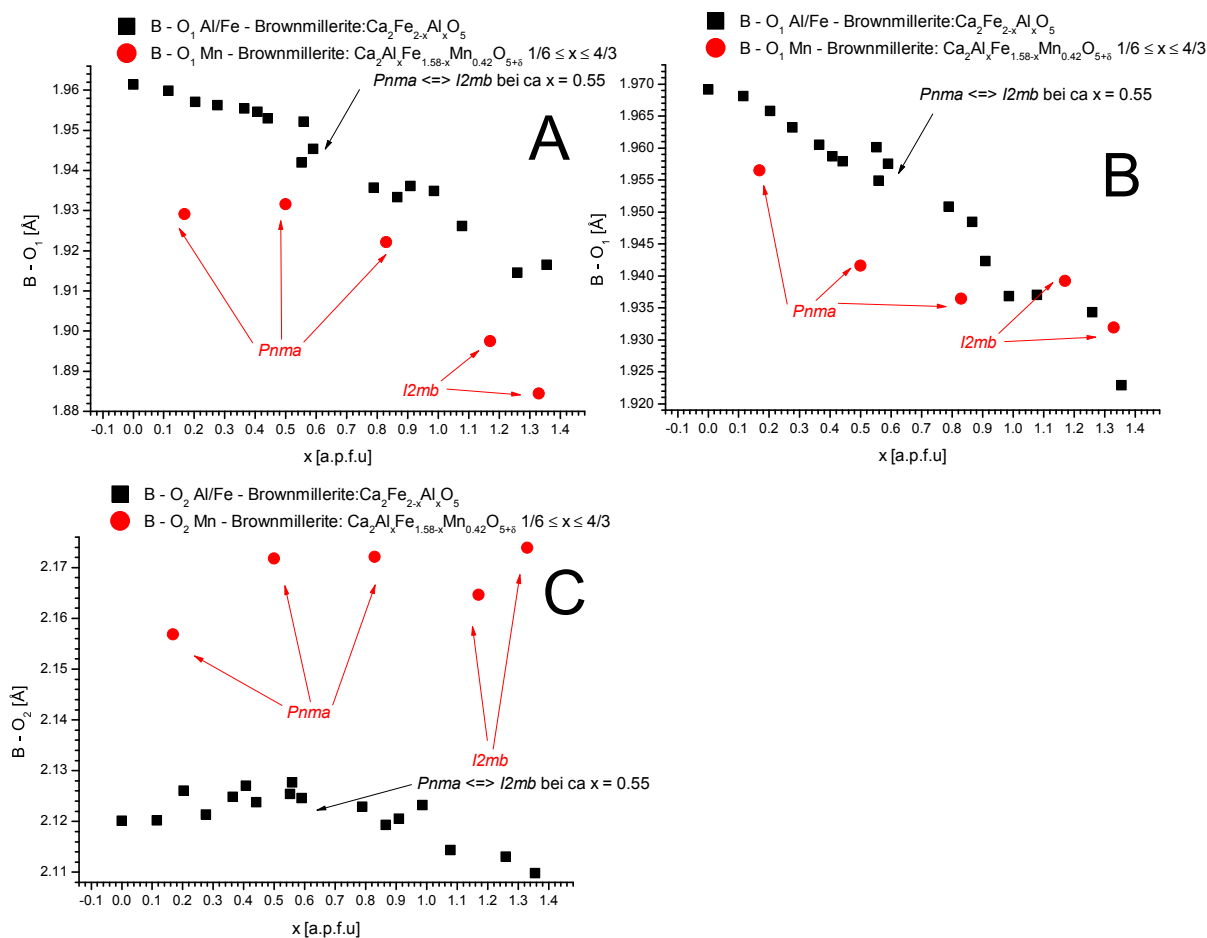 B - O₁ Al/Fe - Brownmillerite:Ca₂Fe₂₋ₓAlₓO₅
B - O₁ Mn - Brownmillerite: Ca₂AlₓFe₁.₅₈₋ₓMn₀.₄₂O₅₊δ 1/6 ≤ x ≤ 4/3
Pnma <=> I2mb bei ca x = 0.55
A
1.96
1.95
1.94
1.93
1.92
1.91
1.90
1.89
1.88
B - O₁ [Å]
Pnma
I2mb
-0.1 0.0 0.1 0.2 0.3 0.4 0.5 0.6 0.7 0.8 0.9 1.0 1.1 1.2 1.3 1.4
x [a.p.f.u]
B - O₁ Al/Fe - Brownmillerite:Ca₂Fe₂₋ₓAlₓO₅
B - O₁ Mn - Brownmillerite: Ca₂AlₓFe₁.₅₈₋ₓMn₀.₄₂O₅₊δ 1/6 ≤ x ≤ 4/3
Pnma <=> I2mb bei ca x = 0.55
B
1.970
1.965
1.960
1.955
1.950
1.945
1.940
1.935
1.930
1.925
1.920
B - O₁ [Å]
Pnma
I2mb
-0.1 0.0 0.1 0.2 0.3 0.4 0.5 0.6 0.7 0.8 0.9 1.0 1.1 1.2 1.3 1.4
x [a.p.f.u]
B - O₂ Al/Fe - Brownmillerite:Ca₂Fe₂₋ₓAlₓO₅
B - O₂ Mn - Brownmillerite: Ca₂AlₓFe₁.₅₈₋ₓMn₀.₄₂O₅₊δ 1/6 ≤ x ≤ 4/3
C
2.17
2.16
2.15
2.14
2.13
2.12
2.11
B - O₂ [Å]
Pnma
I2mb
Pnma <=> I2mb bei ca x = 0.55
-0.1 0.0 0.1 0.2 0.3 0.4 0.5 0.6 0.7 0.8 0.9 1.0 1.1 1.2 1.3 1.4
x [a.p.f.u]